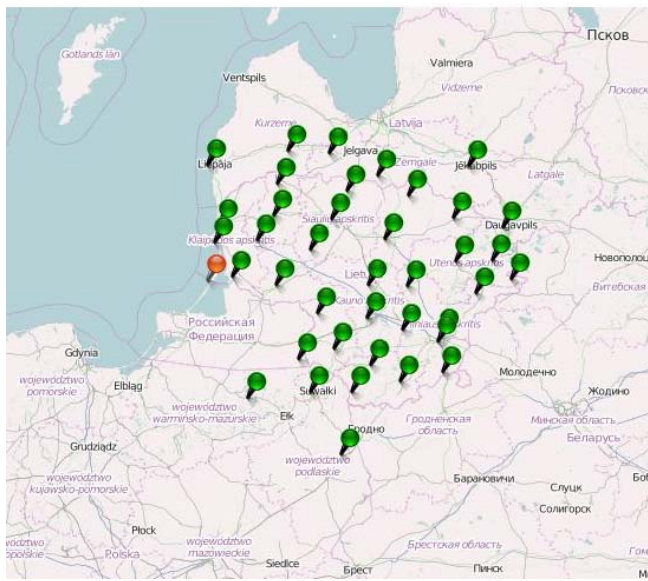 Gotlands län
Псков
Ventspils
Valmiera
Vidzeme
Kurzeme
Latvija
Jelgava
Zemgale
Liepāja
Jēkabpils
Latgale
Šiaulių apskritis
Klaipėdos apskritis
Daugavpils
Utenos apskritis
Новополоц
Витебская
Kauno apskritis
Российская
Федерация
Gdynia
Elbląg
województwo
pomorskie
województwo
warmińsko-mazurskie
Suwałki
Ełk
Молодечно
Жодино
Минская область
Беларусь
Гродненская
область
Гродно
Grudziądz
województwo
podlaskie
województwo
kujawsko-pomorskie
Барановичи
Слуцк
Солигорск
Płock
Polska
województwo
mazowieckie
Siedlce
Брест
Брестская область
Пинск